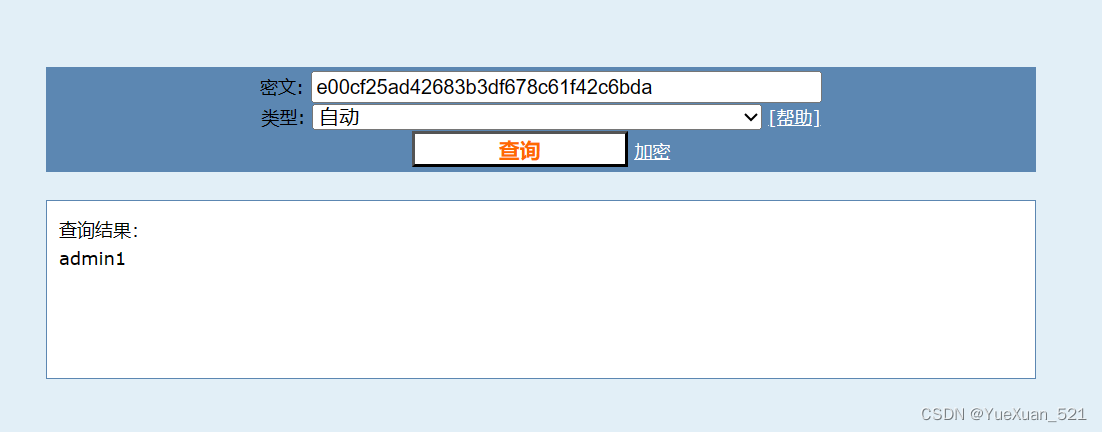 密文: e00cf25ad42683b3df678c61f42c6bda
类型: 自动 [帮助]
查询 加密
查询结果:
admin1
CSDN @YueXuan_521